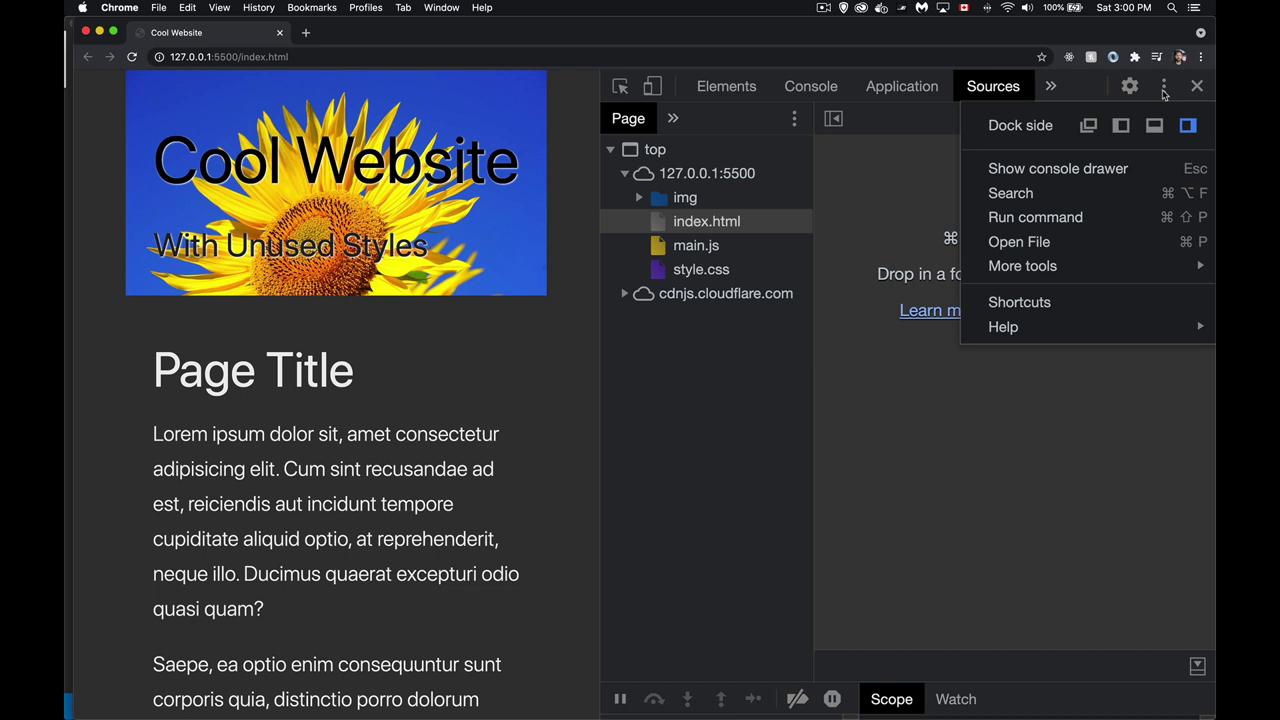 Chrome File Edit View History Bookmarks Profiles Tab Window Help 100% Sat 3:00 PM
Cool Website
127.0.0.1:5500/index.html
Cool Website
With Unused Styles
Page Title
Lorem ipsum dolor sit, amet consectetur
adipisicing elit. Cum sint recusandae ad
est, reiciendis aut incidunt tempore
cupiditate aliquid optio, at reprehenderit,
neque illo. Ducimus quaerat excepturi odio
quasi quam?
Saepe, ea optio enim consequuntur sunt
corporis quia, distinctio porro dolorum
Elements Console Application Sources »
Page »
top
127.0.0.1:5500
img
index.html
main.js
style.css
cdnjs.cloudflare.com
⌘
Drop in a fo
Learn m
Dock side
Show console drawer Esc
Search ⌘ ⌥ F
Run command ⌘ ⇧ P
Open File ⌘ P
More tools
Shortcuts
Help
Scope Watch